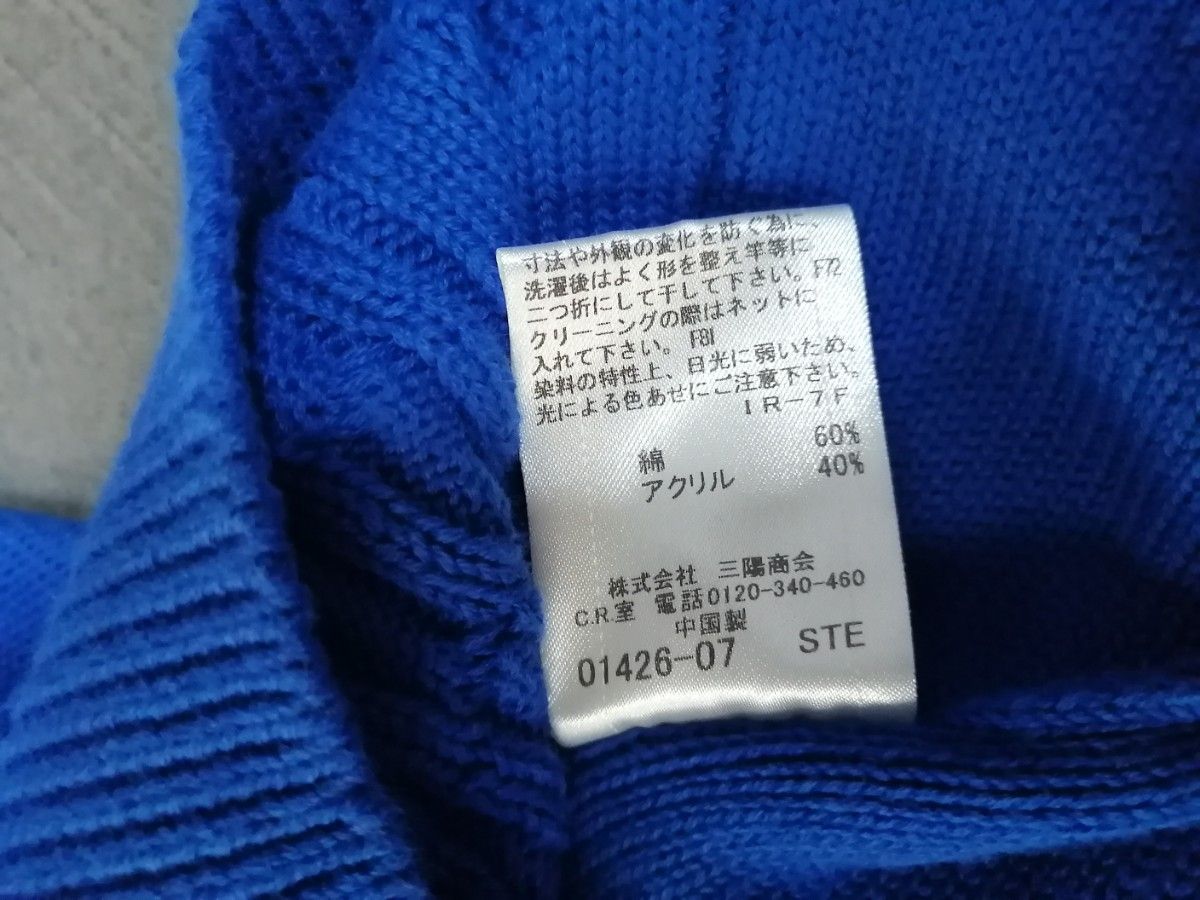 寸法や外観の変化を防ぐ為に、
洗濯後はよく形を整え竿等に
二つ折にして干して下さい。F72
クリーニングの際はネットに
入れて下さい。F81
染料の特性上、日光に弱いため、
光による色あせにご注意下さい。
IR-7F
綿 60%
アクリル 40%
株式会社 三陽商会
C.R.室 電話0120-340-460
中国製
01426-07 STE